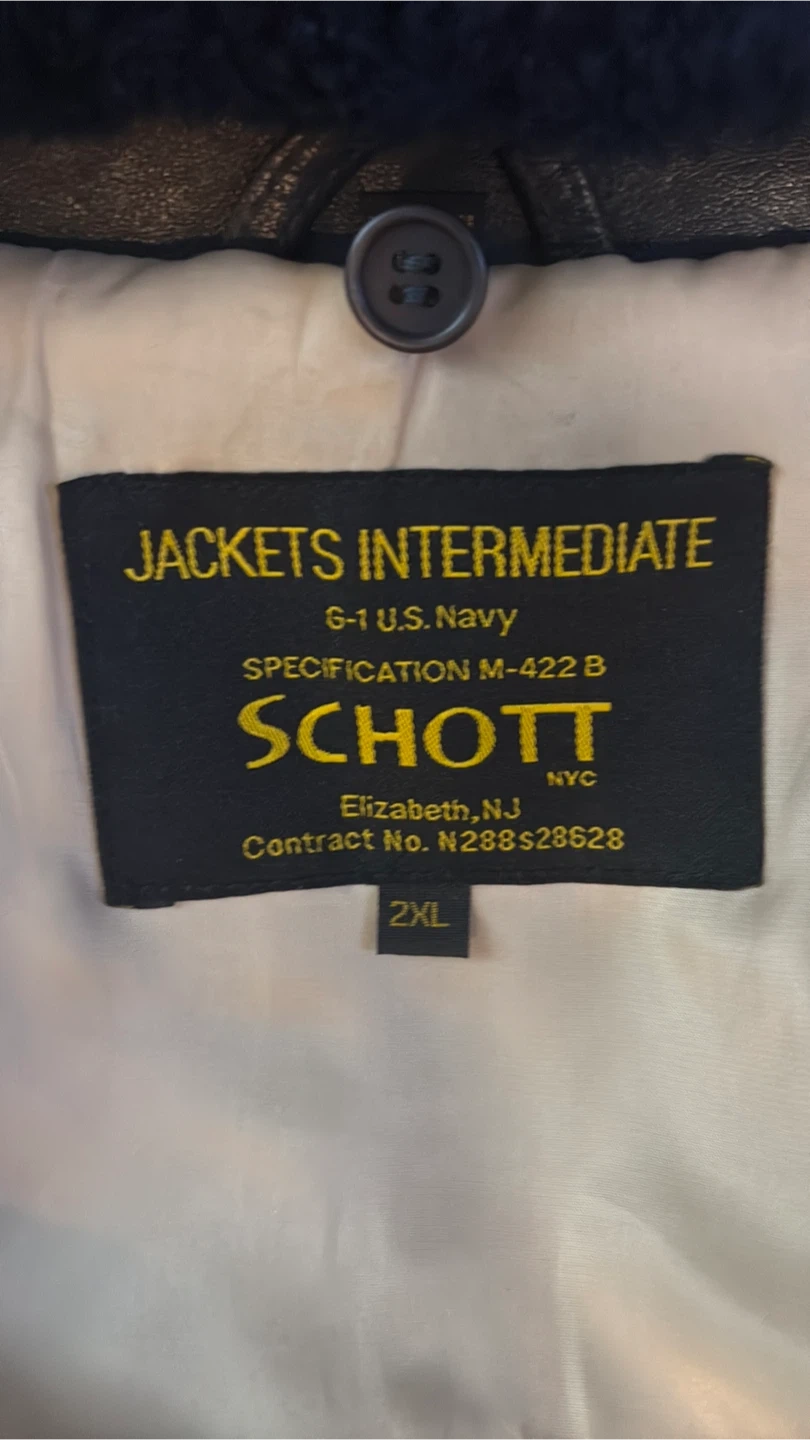 JACKETS INTERMEDIATE
G-1 U.S. Navy
SPECIFICATION M-422 B
SCHOTT
NYC
Elizabeth, NJ
Contract No. N288S28628
2XL